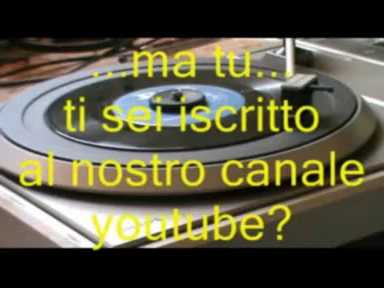 ...ma tu...
ti sei iscritto
al nostro canale
youtube?